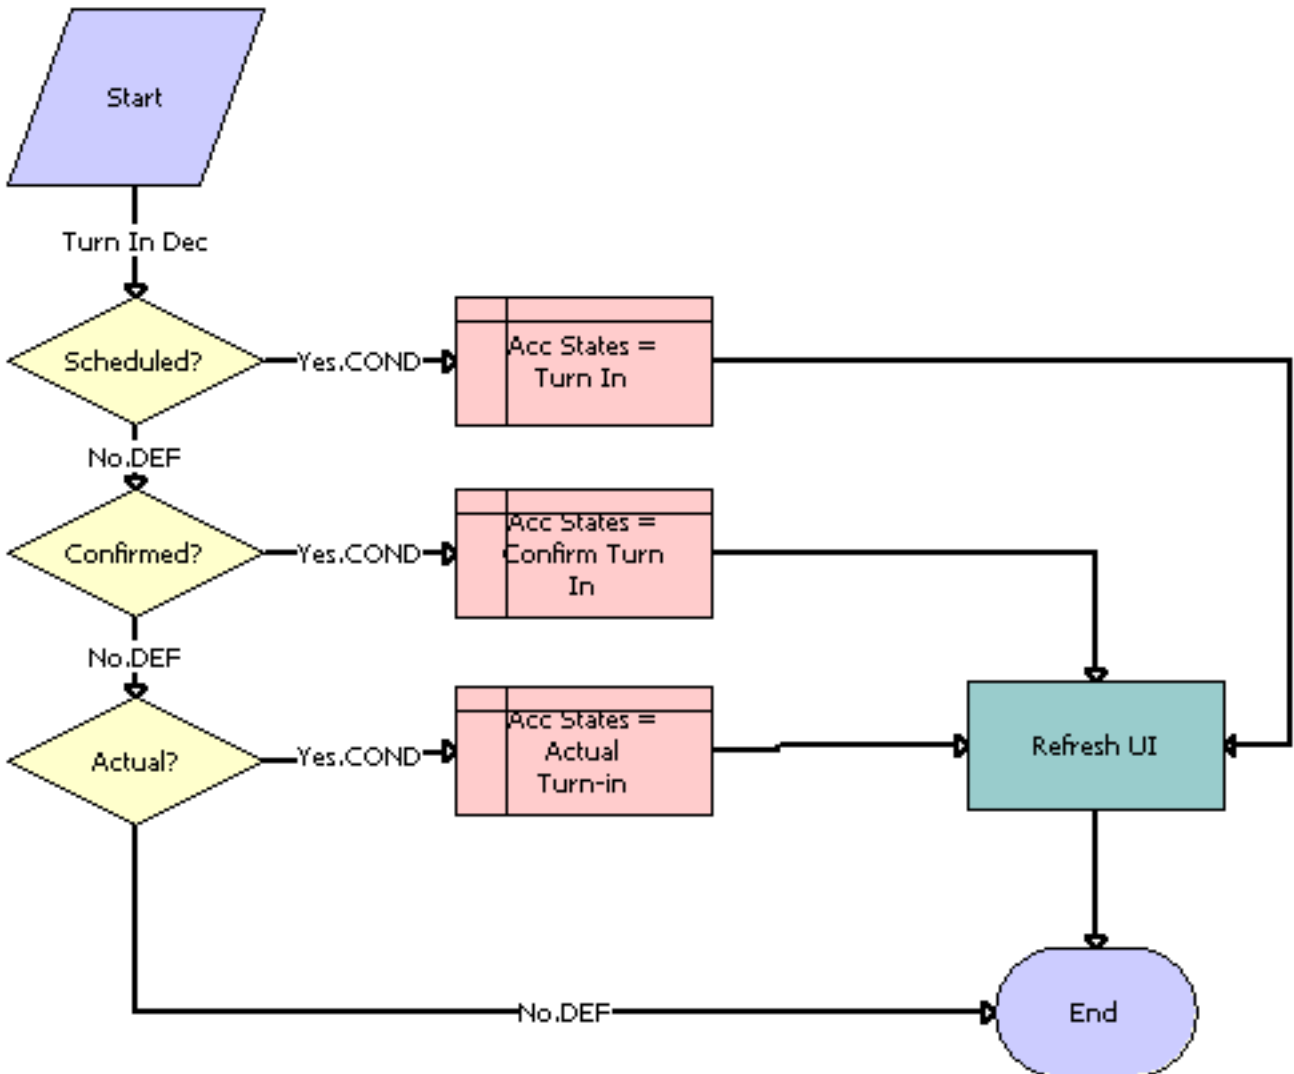 Start
Turn In Dec
Scheduled?
Yes.COND
Acc States =
Turn In
No.DEF
Confirmed?
Yes.COND
Acc States =
Confirm Turn
In
No.DEF
Actual?
Yes.COND
Acc States =
Actual
Turn-in
Refresh UI
No.DEF
End